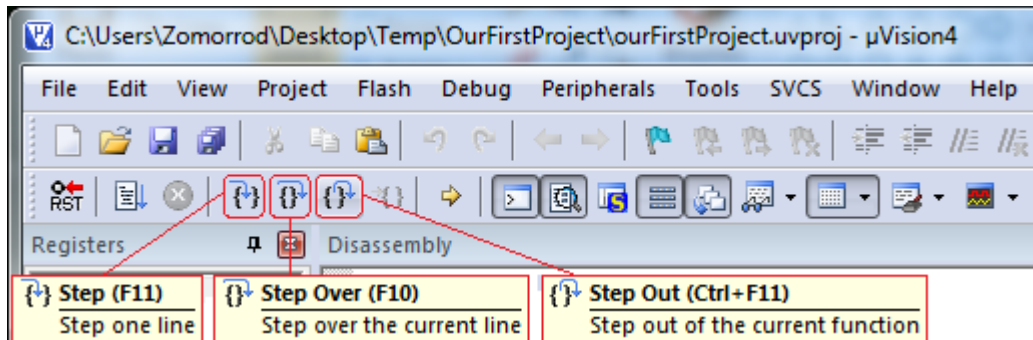 C:\Users\Zomorrod\Desktop\Temp\OurFirstProject\ourFirstProject.uvproj - µVision4
File Edit View Project Flash Debug Peripherals Tools SVCS Window Help
RST
Registers Disassembly
{} Step (F11)
Step one line
{} Step Over (F10)
Step over the current line
{} Step Out (Ctrl+F11)
Step out of the current function